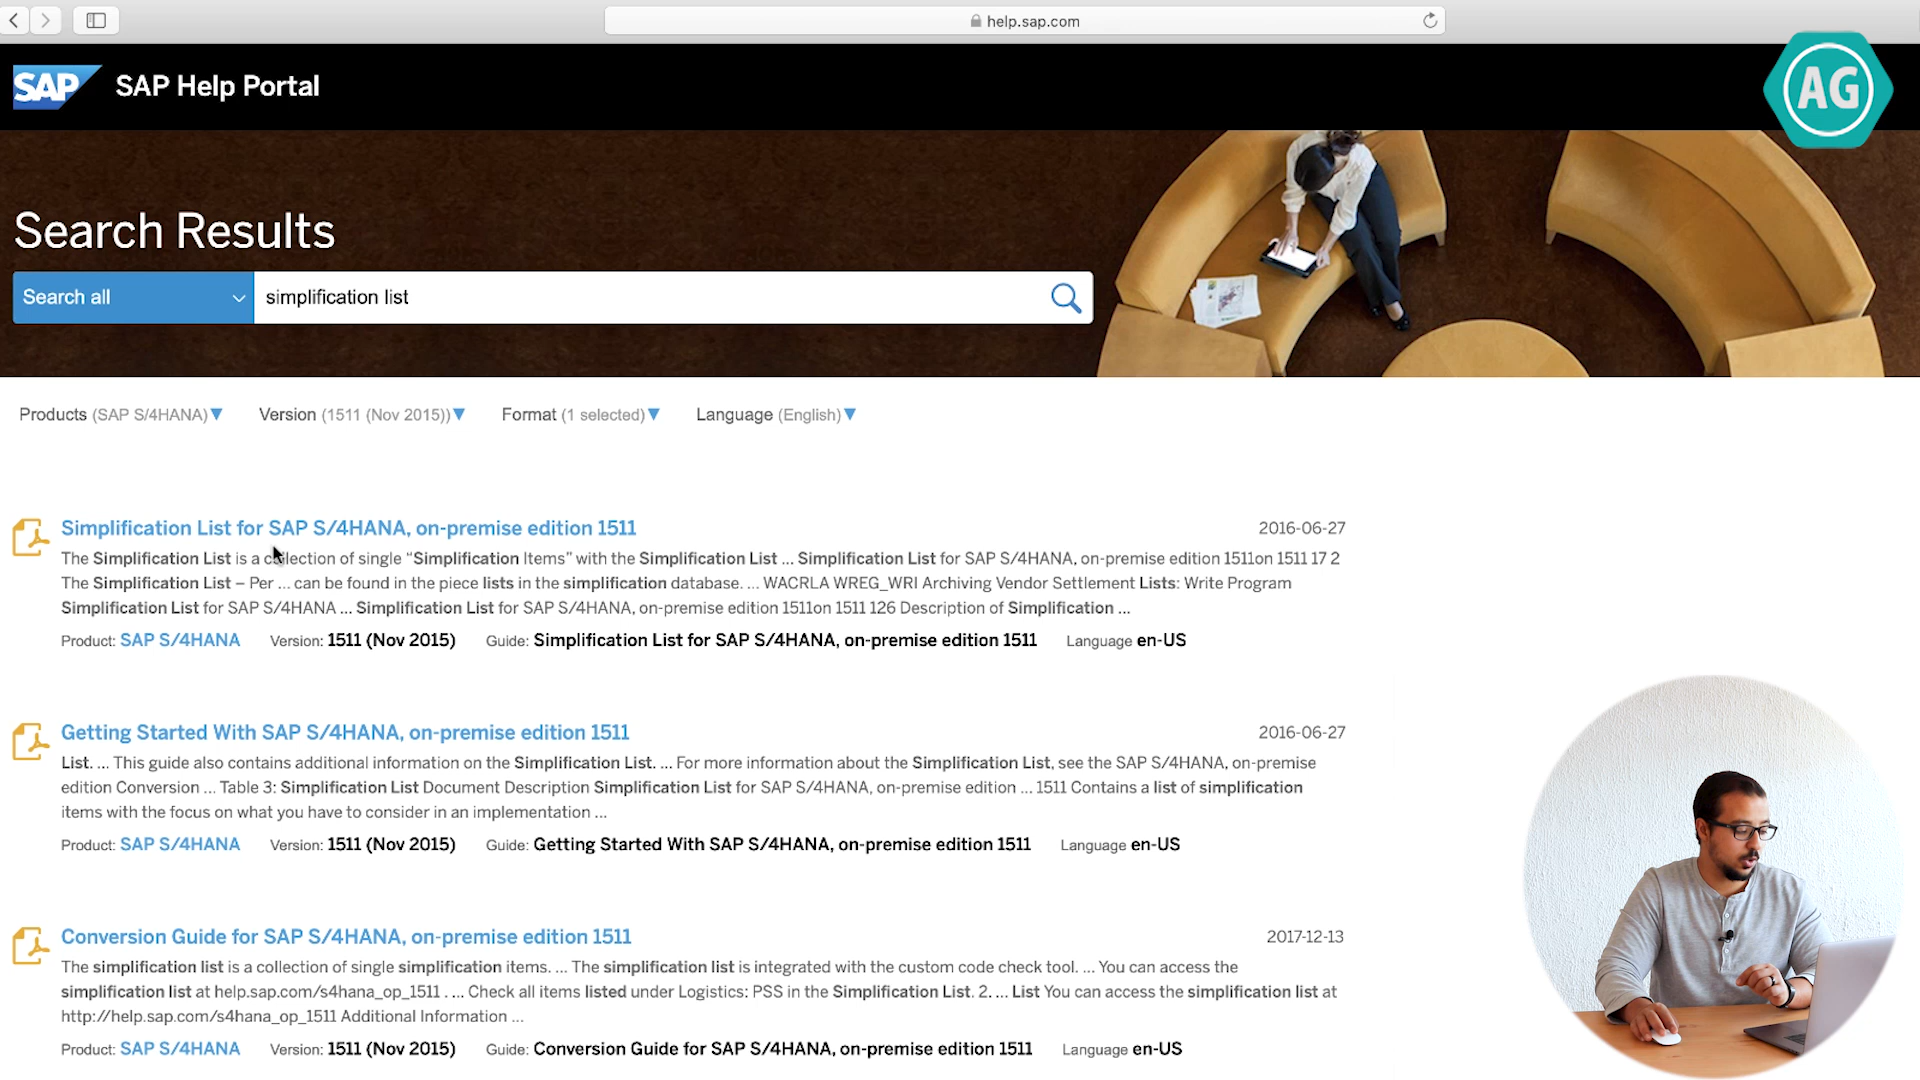 help.sap.com
SAP SAP Help Portal
AG
Search Results
Search all simplification list
Products (SAP S/4HANA) Version (1511 (Nov 2015)) Format (1 selected) Language (English)
Simplification List for SAP S/4HANA, on-premise edition 1511 2016-06-27
The Simplification List is a collection of single “Simplification Items” with the Simplification List ... Simplification List for SAP S/4HANA, on-premise edition 1511on 1511 17 2
The Simplification List – Per ... can be found in the piece lists in the simplification database. ... WACRLA WREG_WRI Archiving Vendor Settlement Lists: Write Program
Simplification List for SAP S/4HANA ... Simplification List for SAP S/4HANA, on-premise edition 1511on 1511 126 Description of Simplification ...
Product: SAP S/4HANA Version: 1511 (Nov 2015) Guide: Simplification List for SAP S/4HANA, on-premise edition 1511 Language en-US
Getting Started With SAP S/4HANA, on-premise edition 1511 2016-06-27
List. ... This guide also contains additional information on the Simplification List. ... For more information about the Simplification List, see the SAP S/4HANA, on-premise
edition Conversion ... Table 3: Simplification List Document Description Simplification List for SAP S/4HANA, on-premise edition ... 1511 Contains a list of simplification
items with the focus on what you have to consider in an implementation ...
Product: SAP S/4HANA Version: 1511 (Nov 2015) Guide: Getting Started With SAP S/4HANA, on-premise edition 1511 Language en-US
Conversion Guide for SAP S/4HANA, on-premise edition 1511 2017-12-13
The simplification list is a collection of single simplification items. ... The simplification list is integrated with the custom code check tool. ... You can access the
simplification list at help.sap.com/s4hana_op_1511 . ... Check all items listed under Logistics: PSS in the Simplification List. 2. ... List You can access the simplification list at
http://help.sap.com/s4hana_op_1511 Additional Information ...
Product: SAP S/4HANA Version: 1511 (Nov 2015) Guide: Conversion Guide for SAP S/4HANA, on-premise edition 1511 Language en-US